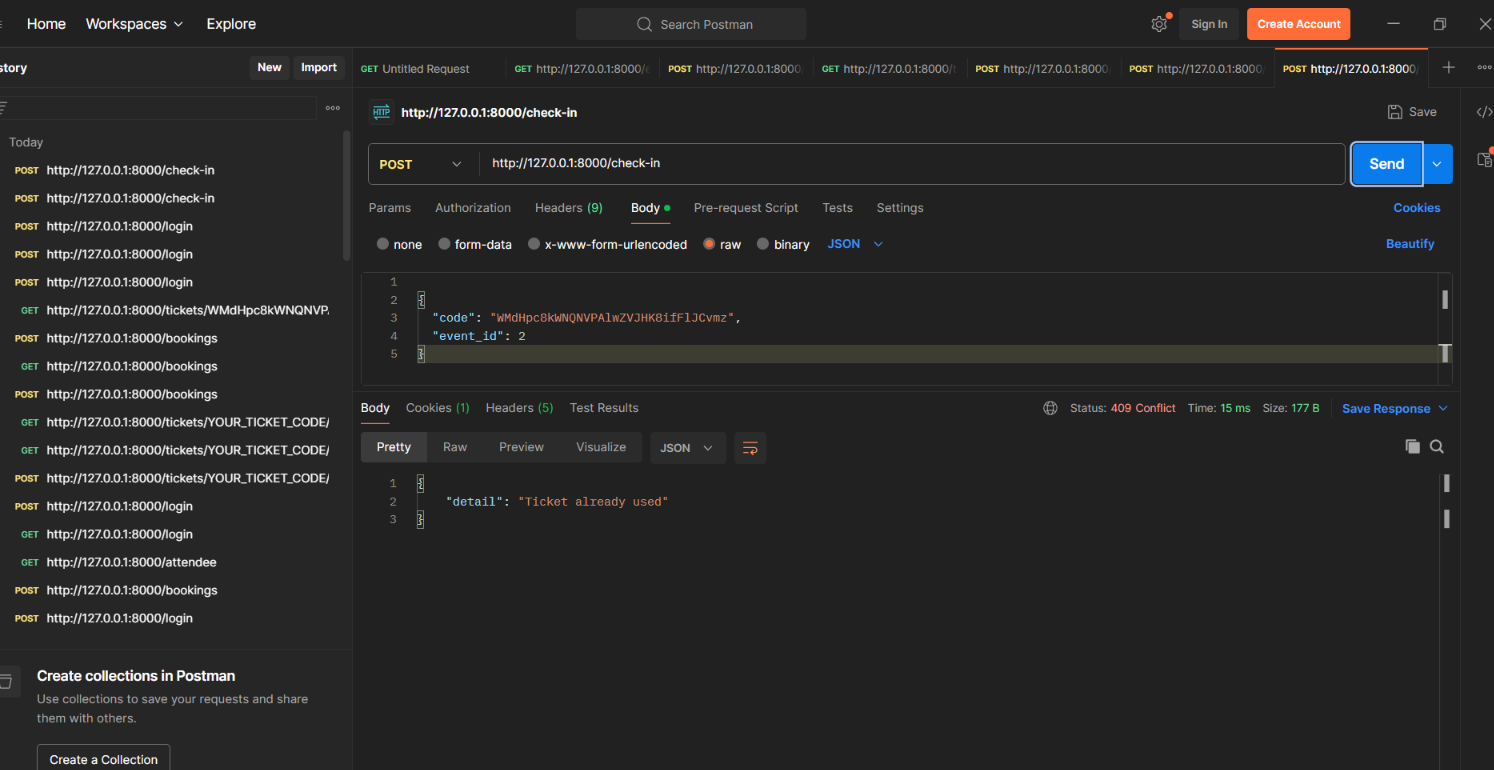 Home Workspaces Explore Search Postman Sign In Create Account
story New Import
GET Untitled Request GET http://127.0.0.1:8000/ POST http://127.0.0.1:8000/ GET http://127.0.0.1:8000/ POST http://127.0.0.1:8000/ POST http://127.0.0.1:8000/ POST http://127.0.0.1:8000/
HTTP http://127.0.0.1:8000/check-in Save
Today
POST http://127.0.0.1:8000/check-in
POST http://127.0.0.1:8000/check-in
POST http://127.0.0.1:8000/login
POST http://127.0.0.1:8000/login
POST http://127.0.0.1:8000/login
GET http://127.0.0.1:8000/tickets/WMdHpc8kWNQNVP
POST http://127.0.0.1:8000/bookings
GET http://127.0.0.1:8000/bookings
POST http://127.0.0.1:8000/bookings
GET http://127.0.0.1:8000/tickets/YOUR_TICKET_CODE/
GET http://127.0.0.1:8000/tickets/YOUR_TICKET_CODE/
POST http://127.0.0.1:8000/tickets/YOUR_TICKET_CODE/
POST http://127.0.0.1:8000/login
GET http://127.0.0.1:8000/login
GET http://127.0.0.1:8000/attendee
POST http://127.0.0.1:8000/bookings
POST http://127.0.0.1:8000/login
Create collections in Postman
Use collections to save your requests and share
them with others.
Create a Collection
POST http://127.0.0.1:8000/check-in Send
Params Authorization Headers (9) Body Pre-request Script Tests Settings Cookies
none form-data x-www-form-urlencoded raw binary JSON Beautify
1
2 {
3 "code": "WMdHpc8kWNQNVPAlwZVJHK8ifFlJCvmz",
4 "event_id": 2
5 }
Body Cookies (1) Headers (5) Test Results Status: 409 Conflict Time: 15 ms Size: 177 B Save Response
Pretty Raw Preview Visualize JSON
1 {
2 "detail": "Ticket already used"
3 }